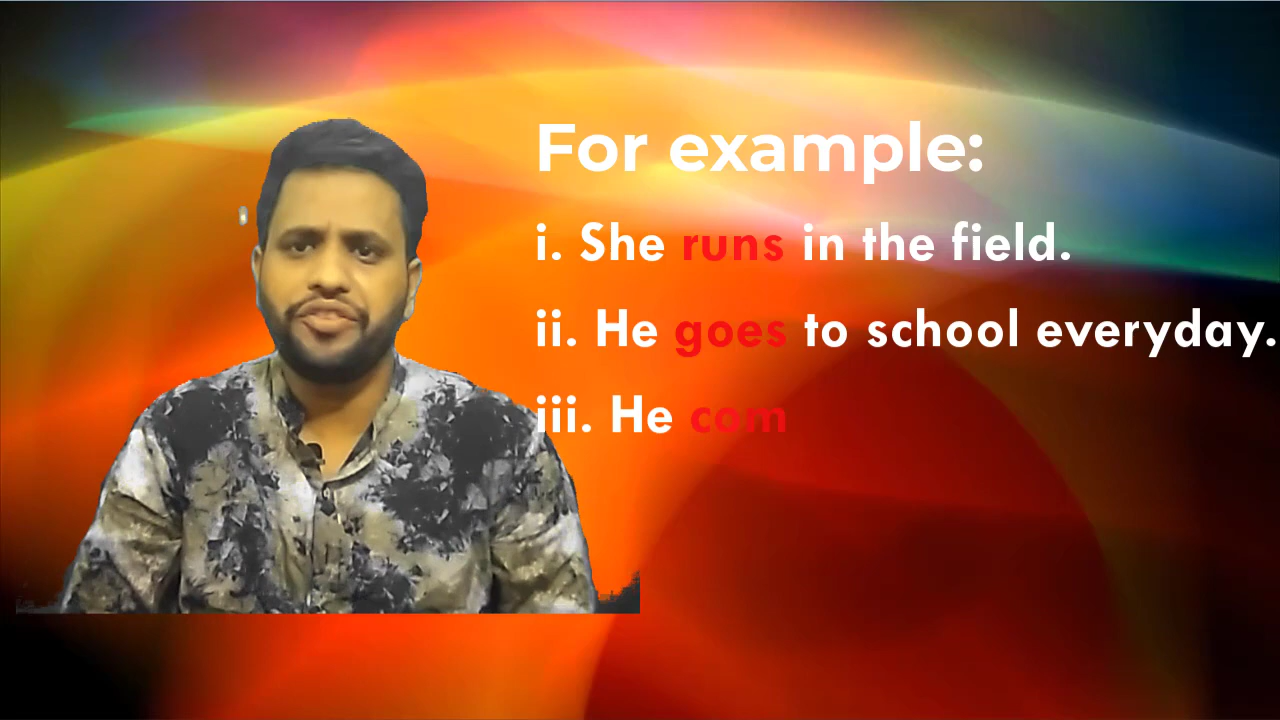 For example:
i. She runs in the field.
ii. He goes to school everyday.
iii. He com